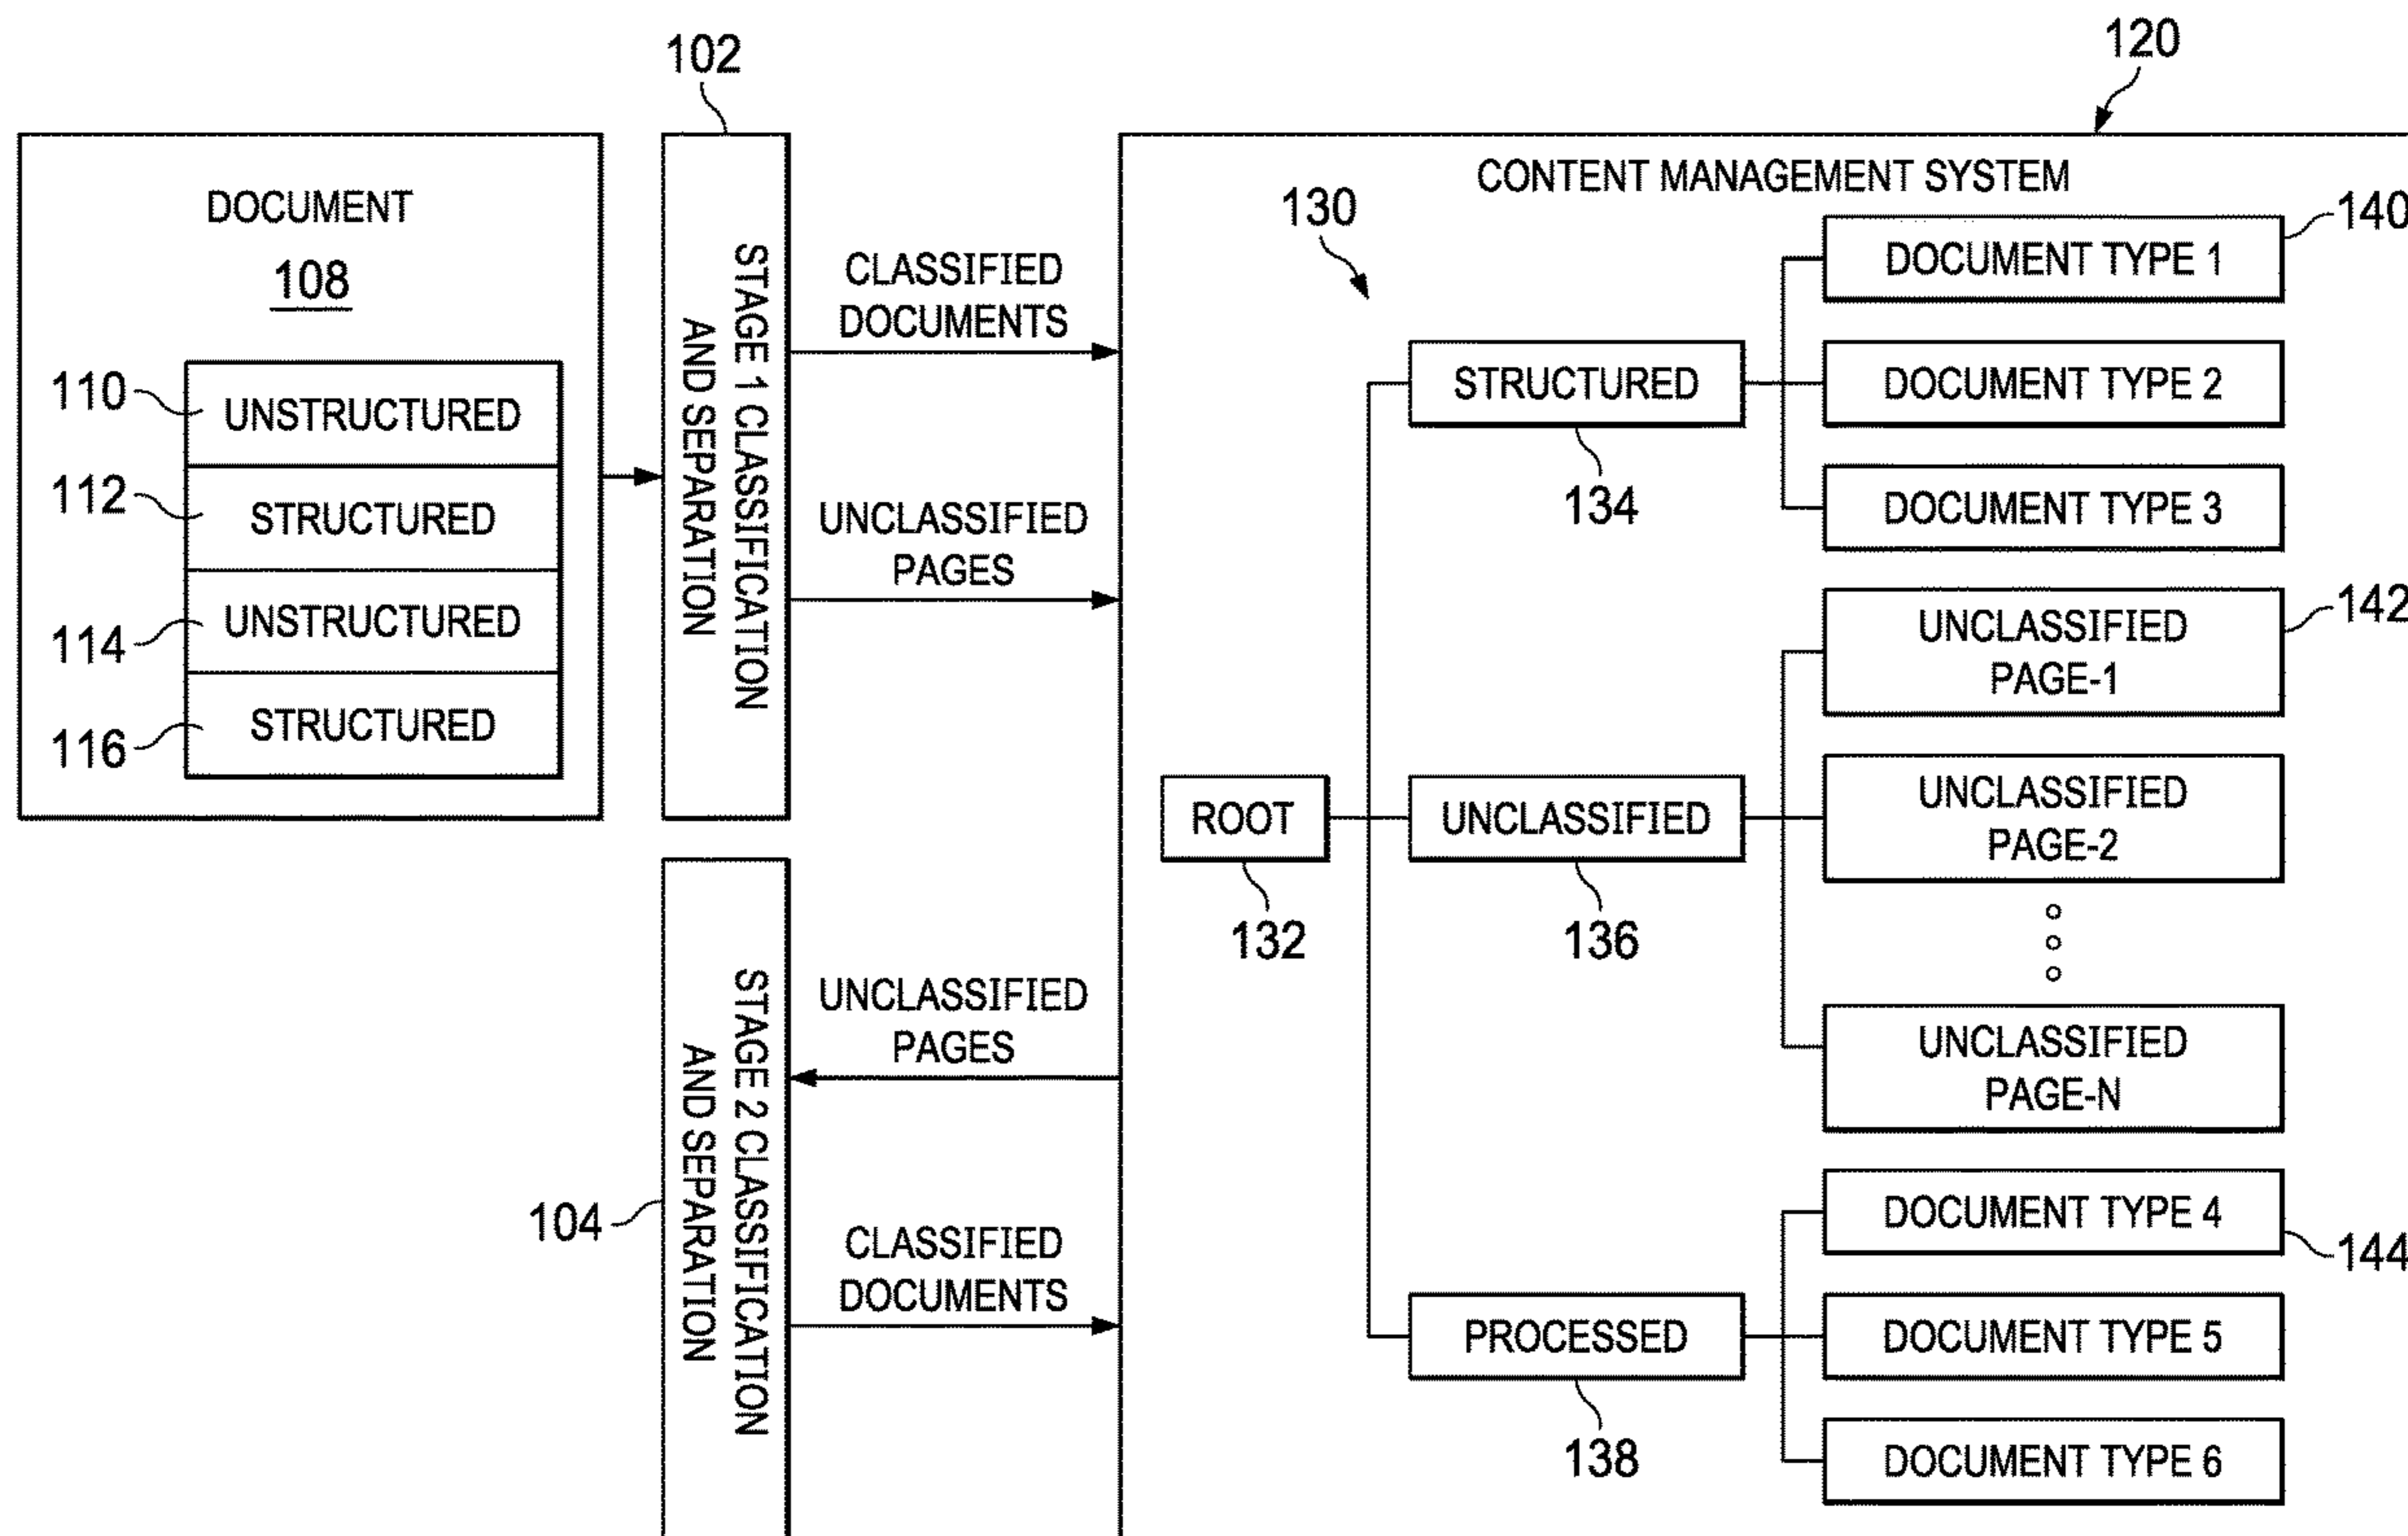 102
120
DOCUMENT
108
110
UNSTRUCTURED
112
STRUCTURED
114
UNSTRUCTURED
116
STRUCTURED
STAGE 1 CLASSIFICATION
AND SEPARATION
CLASSIFIED
DOCUMENTS
UNCLASSIFIED
PAGES
104
STAGE 2 CLASSIFICATION
AND SEPARATION
UNCLASSIFIED
PAGES
CLASSIFIED
DOCUMENTS
CONTENT MANAGEMENT SYSTEM
130
ROOT
132
STRUCTURED
134
DOCUMENT TYPE 1
140
DOCUMENT TYPE 2
DOCUMENT TYPE 3
UNCLASSIFIED
136
UNCLASSIFIED
PAGE-1
142
UNCLASSIFIED
PAGE-2
UNCLASSIFIED
PAGE-N
PROCESSED
138
DOCUMENT TYPE 4
144
DOCUMENT TYPE 5
DOCUMENT TYPE 6